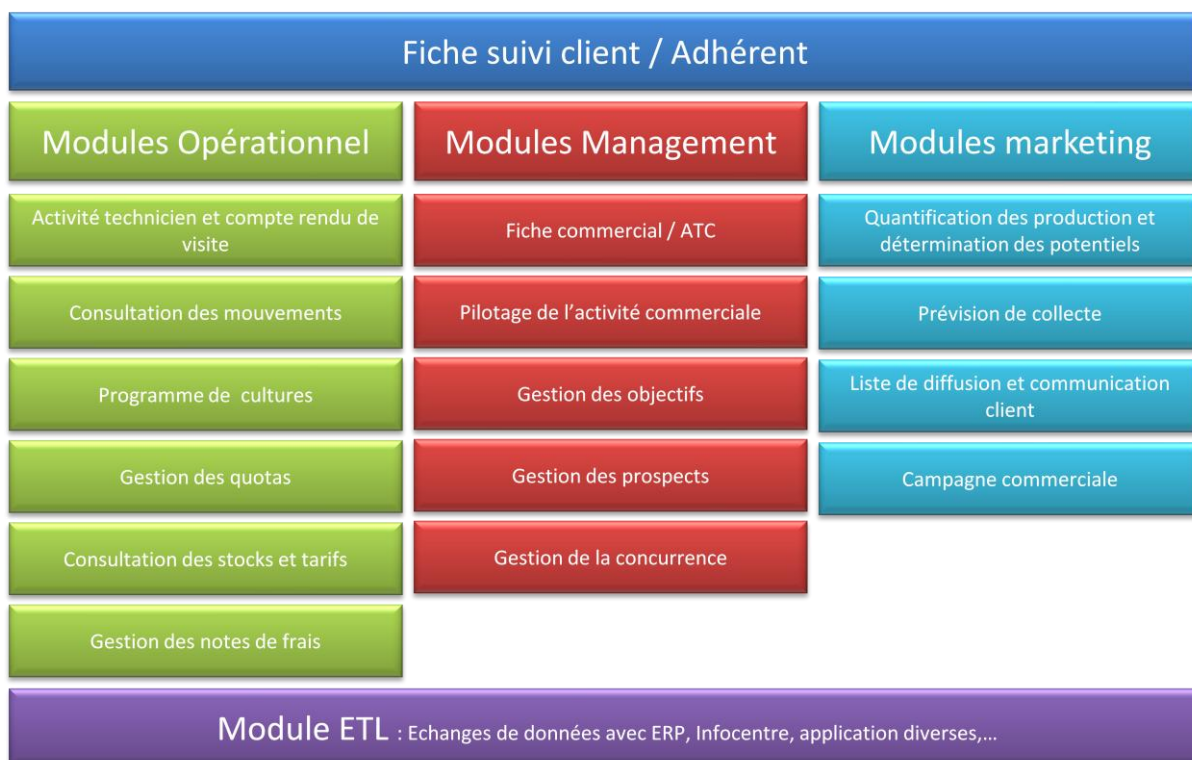 Fiche suivi client / Adhérent
Modules Opérationnel
Activité technicien et compte rendu de
visite
Consultation des mouvements
Programme de  cultures
Gestion des quotas
Consultation des stocks et tarifs
Gestion des notes de frais
Modules Management
Fiche commercial / ATC
Pilotage de l’activité commerciale
Gestion des objectifs
Gestion des prospects
Gestion de la concurrence
Modules marketing
Quantification des production et
détermination des potentiels
Prévision de collecte
Liste de diffusion et communication
client
Campagne commerciale
Module ETL : Echanges de données avec ERP, Infocentre, application diverses,…